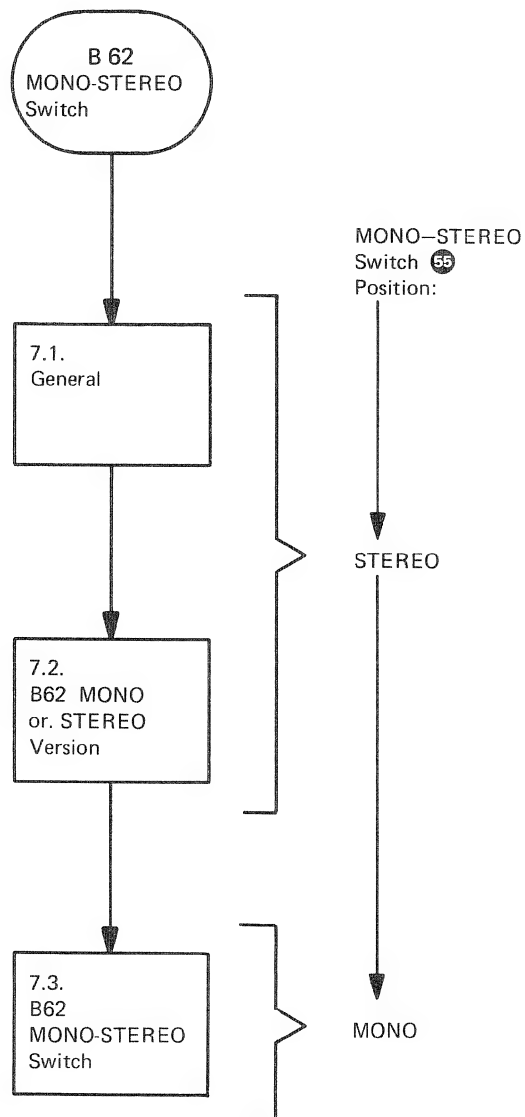 B 62
MONO-STEREO
Switch
MONO–STEREO
Switch 55
Position:
7.1.
General
STEREO
7.2.
B62 MONO
or. STEREO
Version
7.3.
B62
MONO-STEREO
Switch
MONO